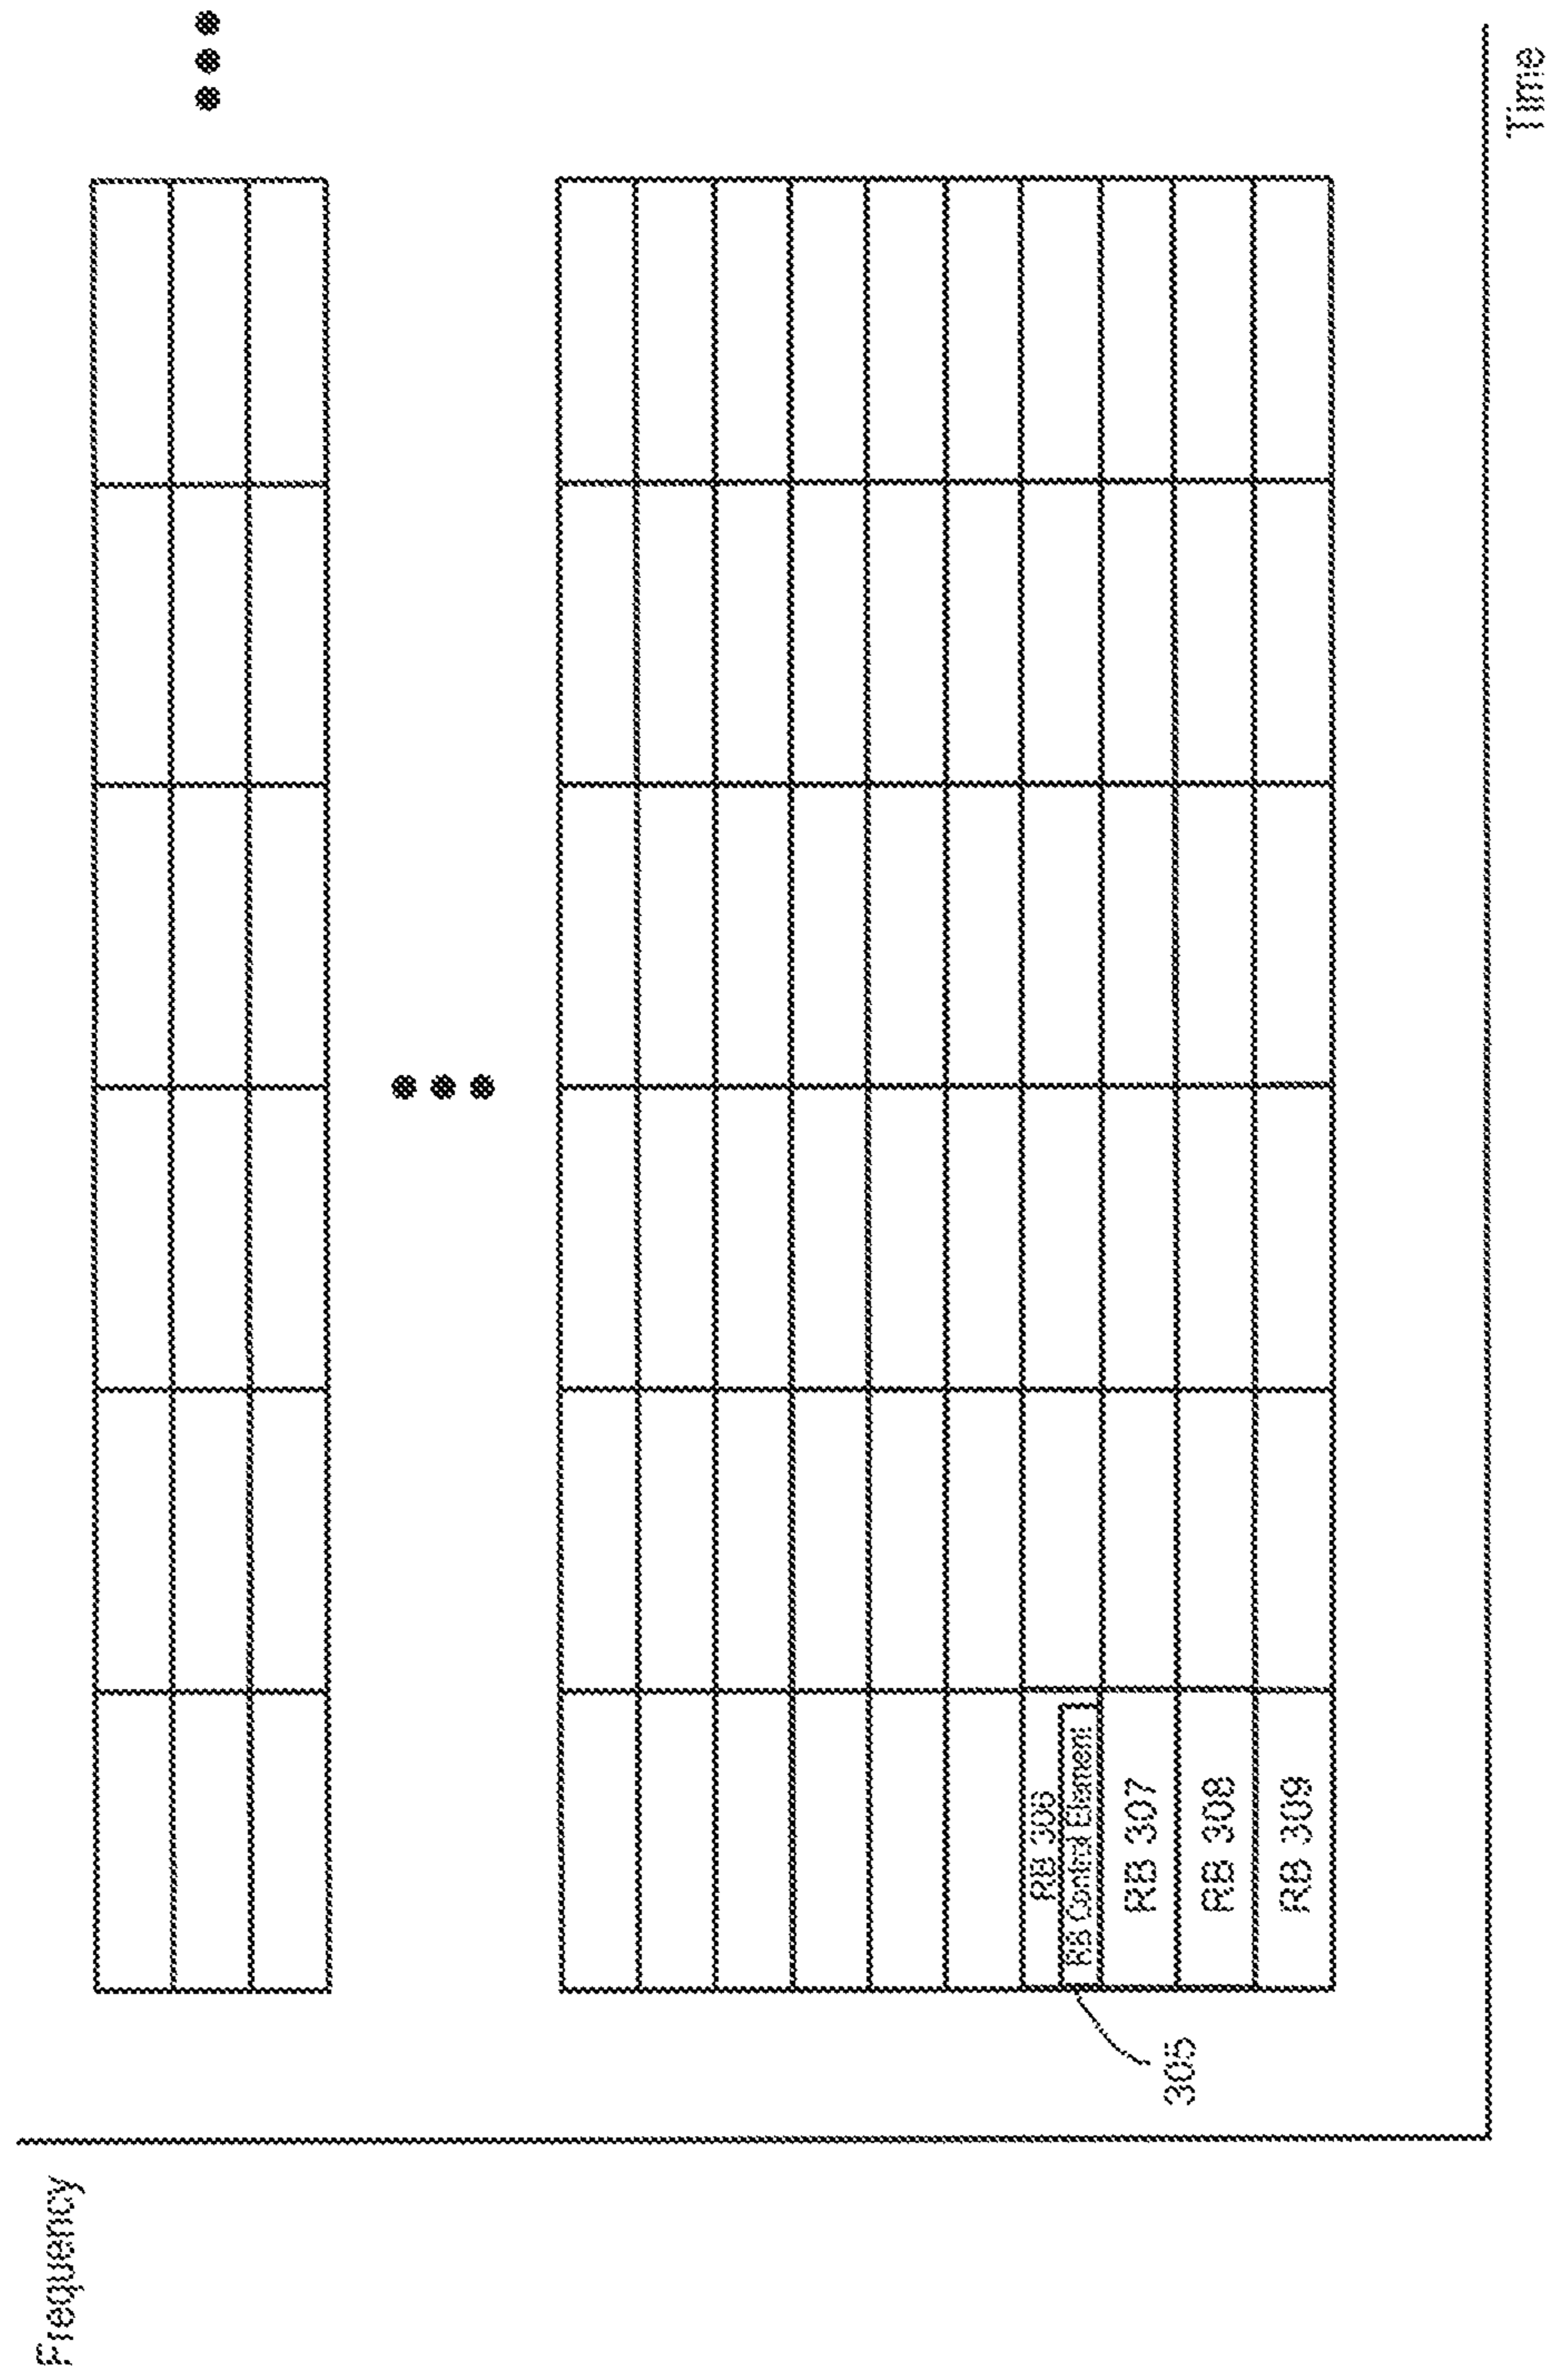 Frequency
RB 306
RB Control Element
RB 307
RB 308
RB 309
305
Time